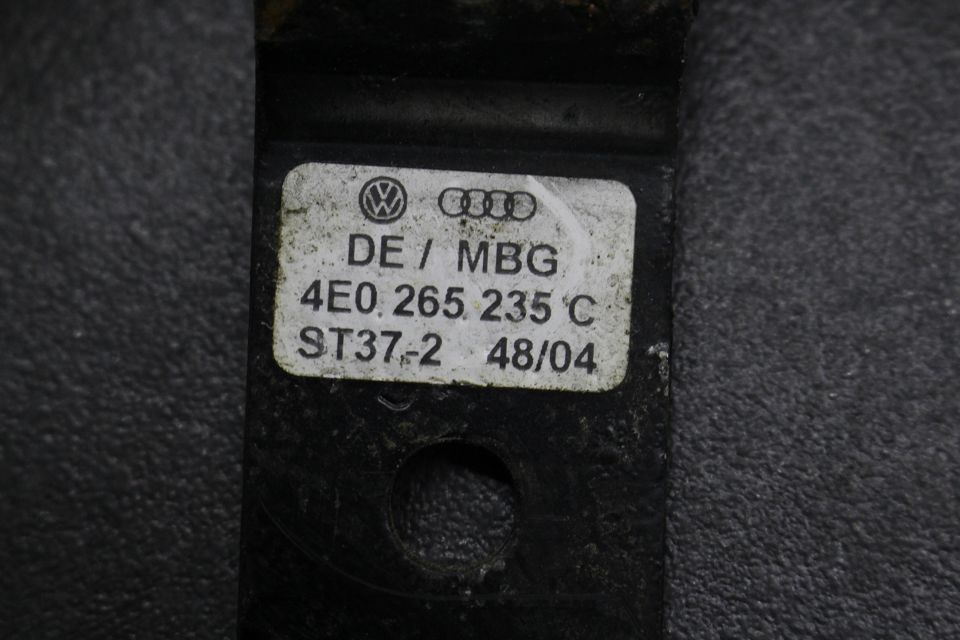 DE / MBG
4E0 265 235 C
ST37-2 48/04